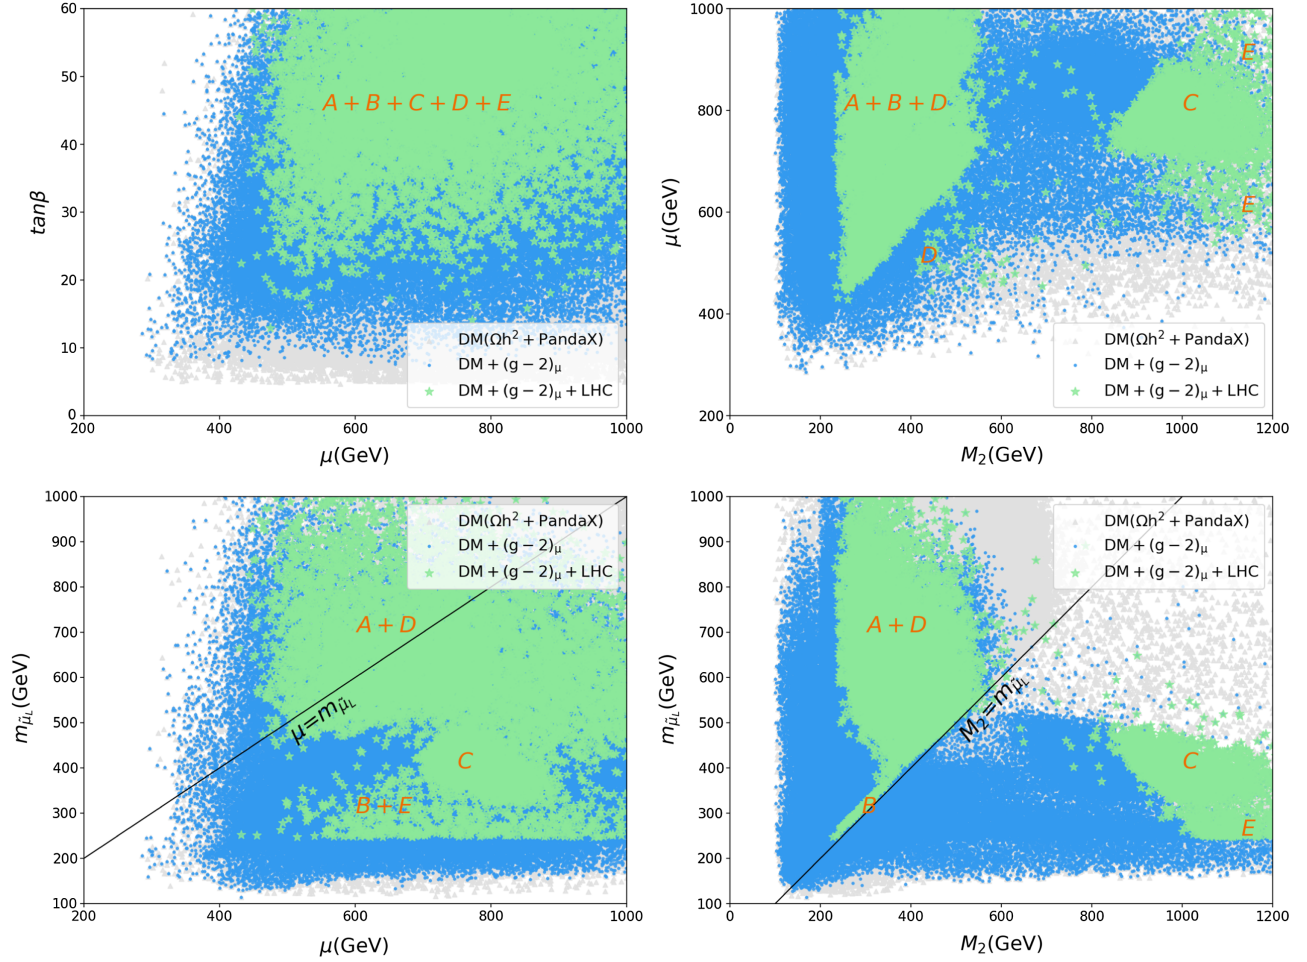 60
50
40
30
20
10
0
tanβ
A + B + C + D + E
DM(Ωh² + PandaX)
DM + (g − 2)μ
DM + (g − 2)μ + LHC
200
400
600
800
1000
μ(GeV)
1000
800
600
400
200
μ(GeV)
A + B + D
C
E
E
D
DM(Ωh² + PandaX)
DM + (g − 2)μ
DM + (g − 2)μ + LHC
0
200
400
600
800
1000
1200
M₂(GeV)
1000
900
800
700
600
500
400
300
200
100
m_μ̃L(GeV)
DM(Ωh² + PandaX)
DM + (g − 2)μ
DM + (g − 2)μ + LHC
A + D
μ=m_μ̃L
C
B + E
200
400
600
800
1000
μ(GeV)
1000
900
800
700
600
500
400
300
200
100
m_μ̃L(GeV)
DM(Ωh² + PandaX)
DM + (g − 2)μ
DM + (g − 2)μ + LHC
A + D
M₂=m_μ̃L
C
B
E
0
200
400
600
800
1000
1200
M₂(GeV)